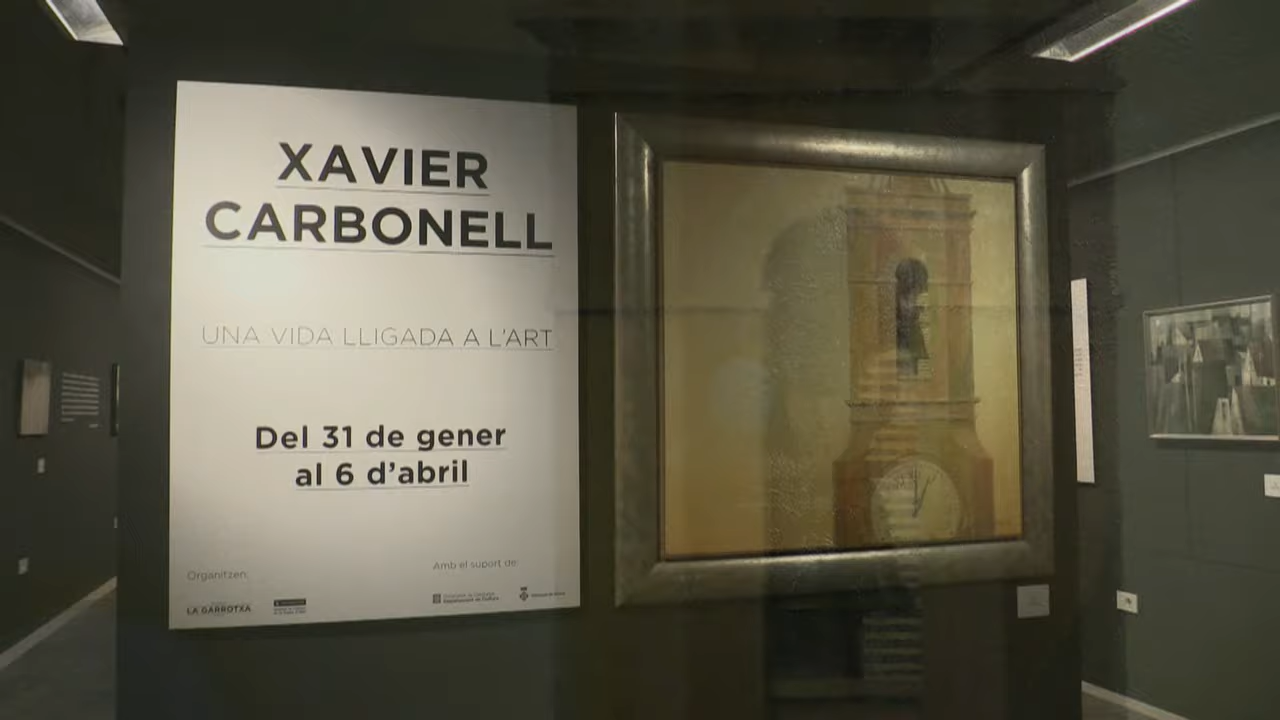 XAVIER
CARBONELL
UNA VIDA LLIGADA A L'ART
Del 31 de gener
al 6 d'abril
Organitzen:
Amb el suport de:
LA GARROTXA